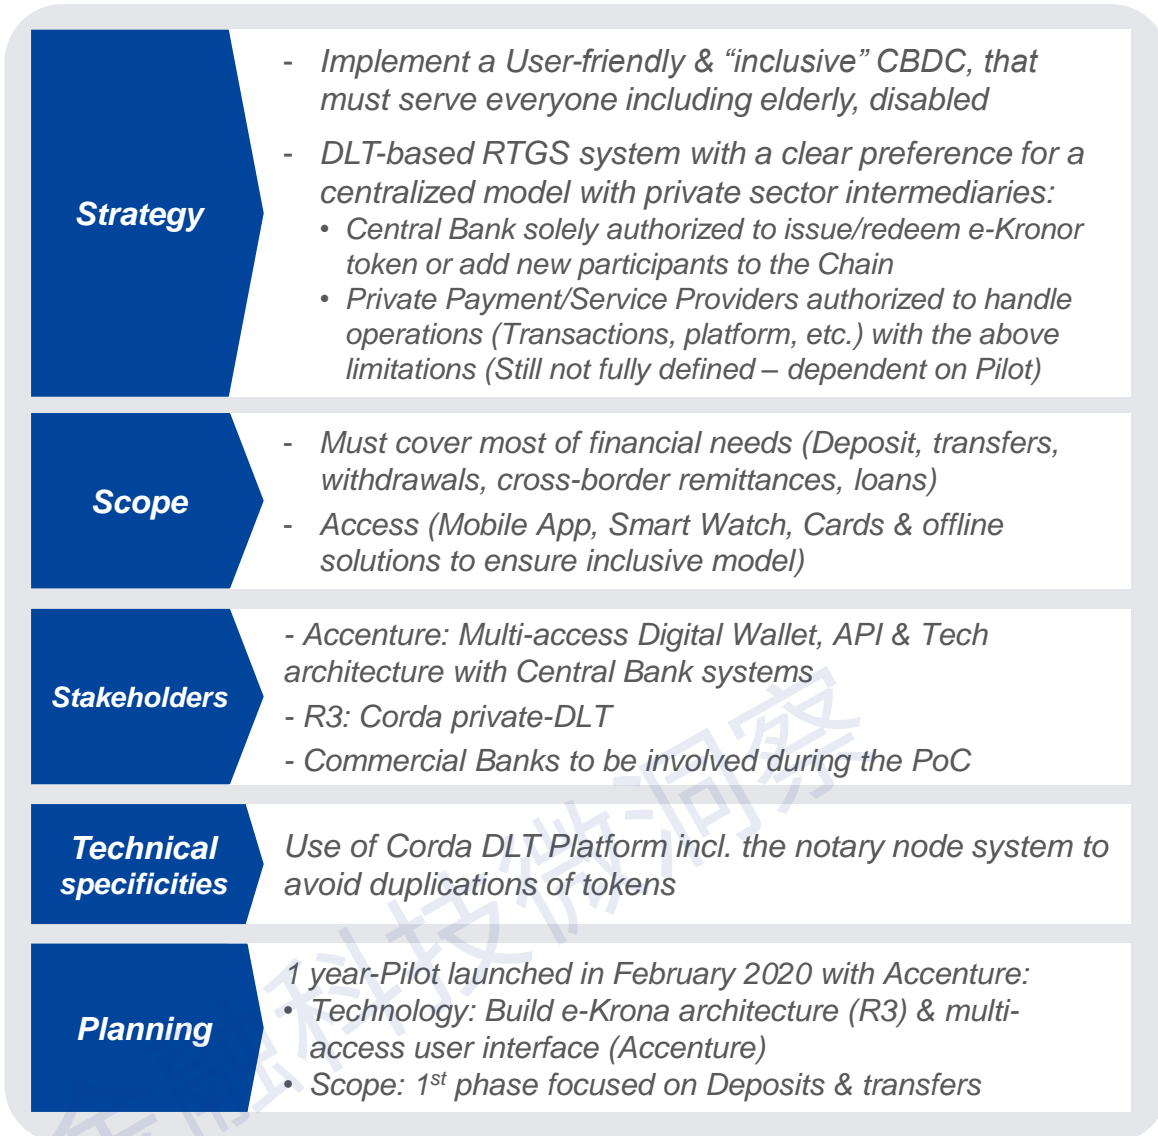 Strategy
- Implement a User-friendly & “inclusive” CBDC, that
must serve everyone including elderly, disabled
- DLT-based RTGS system with a clear preference for a
centralized model with private sector intermediaries:
• Central Bank solely authorized to issue/redeem e-Kronor
token or add new participants to the Chain
• Private Payment/Service Providers authorized to handle
operations (Transactions, platform, etc.) with the above
limitations (Still not fully defined – dependent on Pilot)
Scope
- Must cover most of financial needs (Deposit, transfers,
withdrawals, cross-border remittances, loans)
- Access (Mobile App, Smart Watch, Cards & offline
solutions to ensure inclusive model)
Stakeholders
- Accenture: Multi-access Digital Wallet, API & Tech
architecture with Central Bank systems
- R3: Corda private-DLT
- Commercial Banks to be involved during the PoC
Technical
specificities
Use of Corda DLT Platform incl. the notary node system to
avoid duplications of tokens
Planning
1 year-Pilot launched in February 2020 with Accenture:
• Technology: Build e-Krona architecture (R3) & multi-
access user interface (Accenture)
• Scope: 1st phase focused on Deposits & transfers
金融科技微洞察